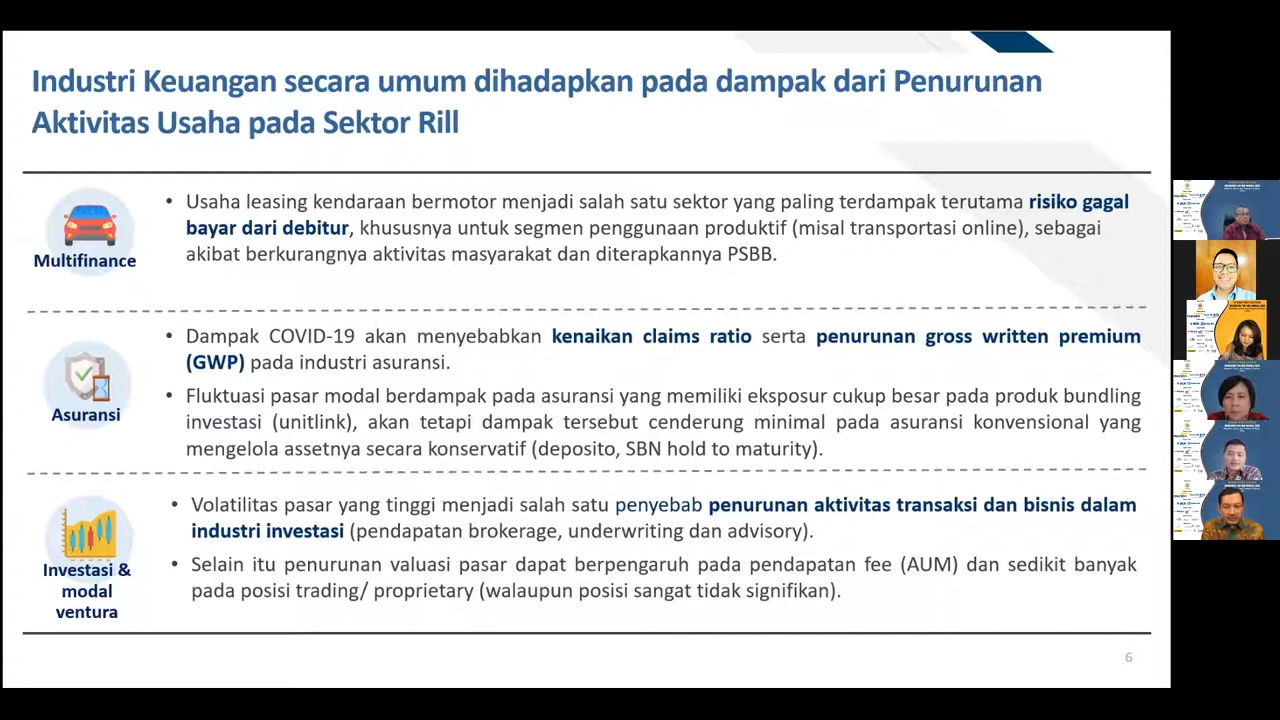 Industri Keuangan secara umum dihadapkan pada dampak dari Penurunan
Aktivitas Usaha pada Sektor Rill
Multifinance
• Usaha leasing kendaraan bermotor menjadi salah satu sektor yang paling terdampak terutama risiko gagal
bayar dari debitur, khususnya untuk segmen penggunaan produktif (misal transportasi online), sebagai
akibat berkurangnya aktivitas masyarakat dan diterapkannya PSBB.
Asuransi
• Dampak COVID-19 akan menyebabkan kenaikan claims ratio serta penurunan gross written premium
(GWP) pada industri asuransi.
• Fluktuasi pasar modal berdampak pada asuransi yang memiliki eksposur cukup besar pada produk bundling
investasi (unitlink), akan tetapi dampak tersebut cenderung minimal pada asuransi konvensional yang
mengelola assetnya secara konservatif (deposito, SBN hold to maturity).
Investasi &
modal
ventura
• Volatilitas pasar yang tinggi menjadi salah satu penyebab penurunan aktivitas transaksi dan bisnis dalam
industri investasi (pendapatan brokerage, underwriting dan advisory).
• Selain itu penurunan valuasi pasar dapat berpengaruh pada pendapatan fee (AUM) dan sedikit banyak
pada posisi trading/ proprietary (walaupun posisi sangat tidak signifikan).
6